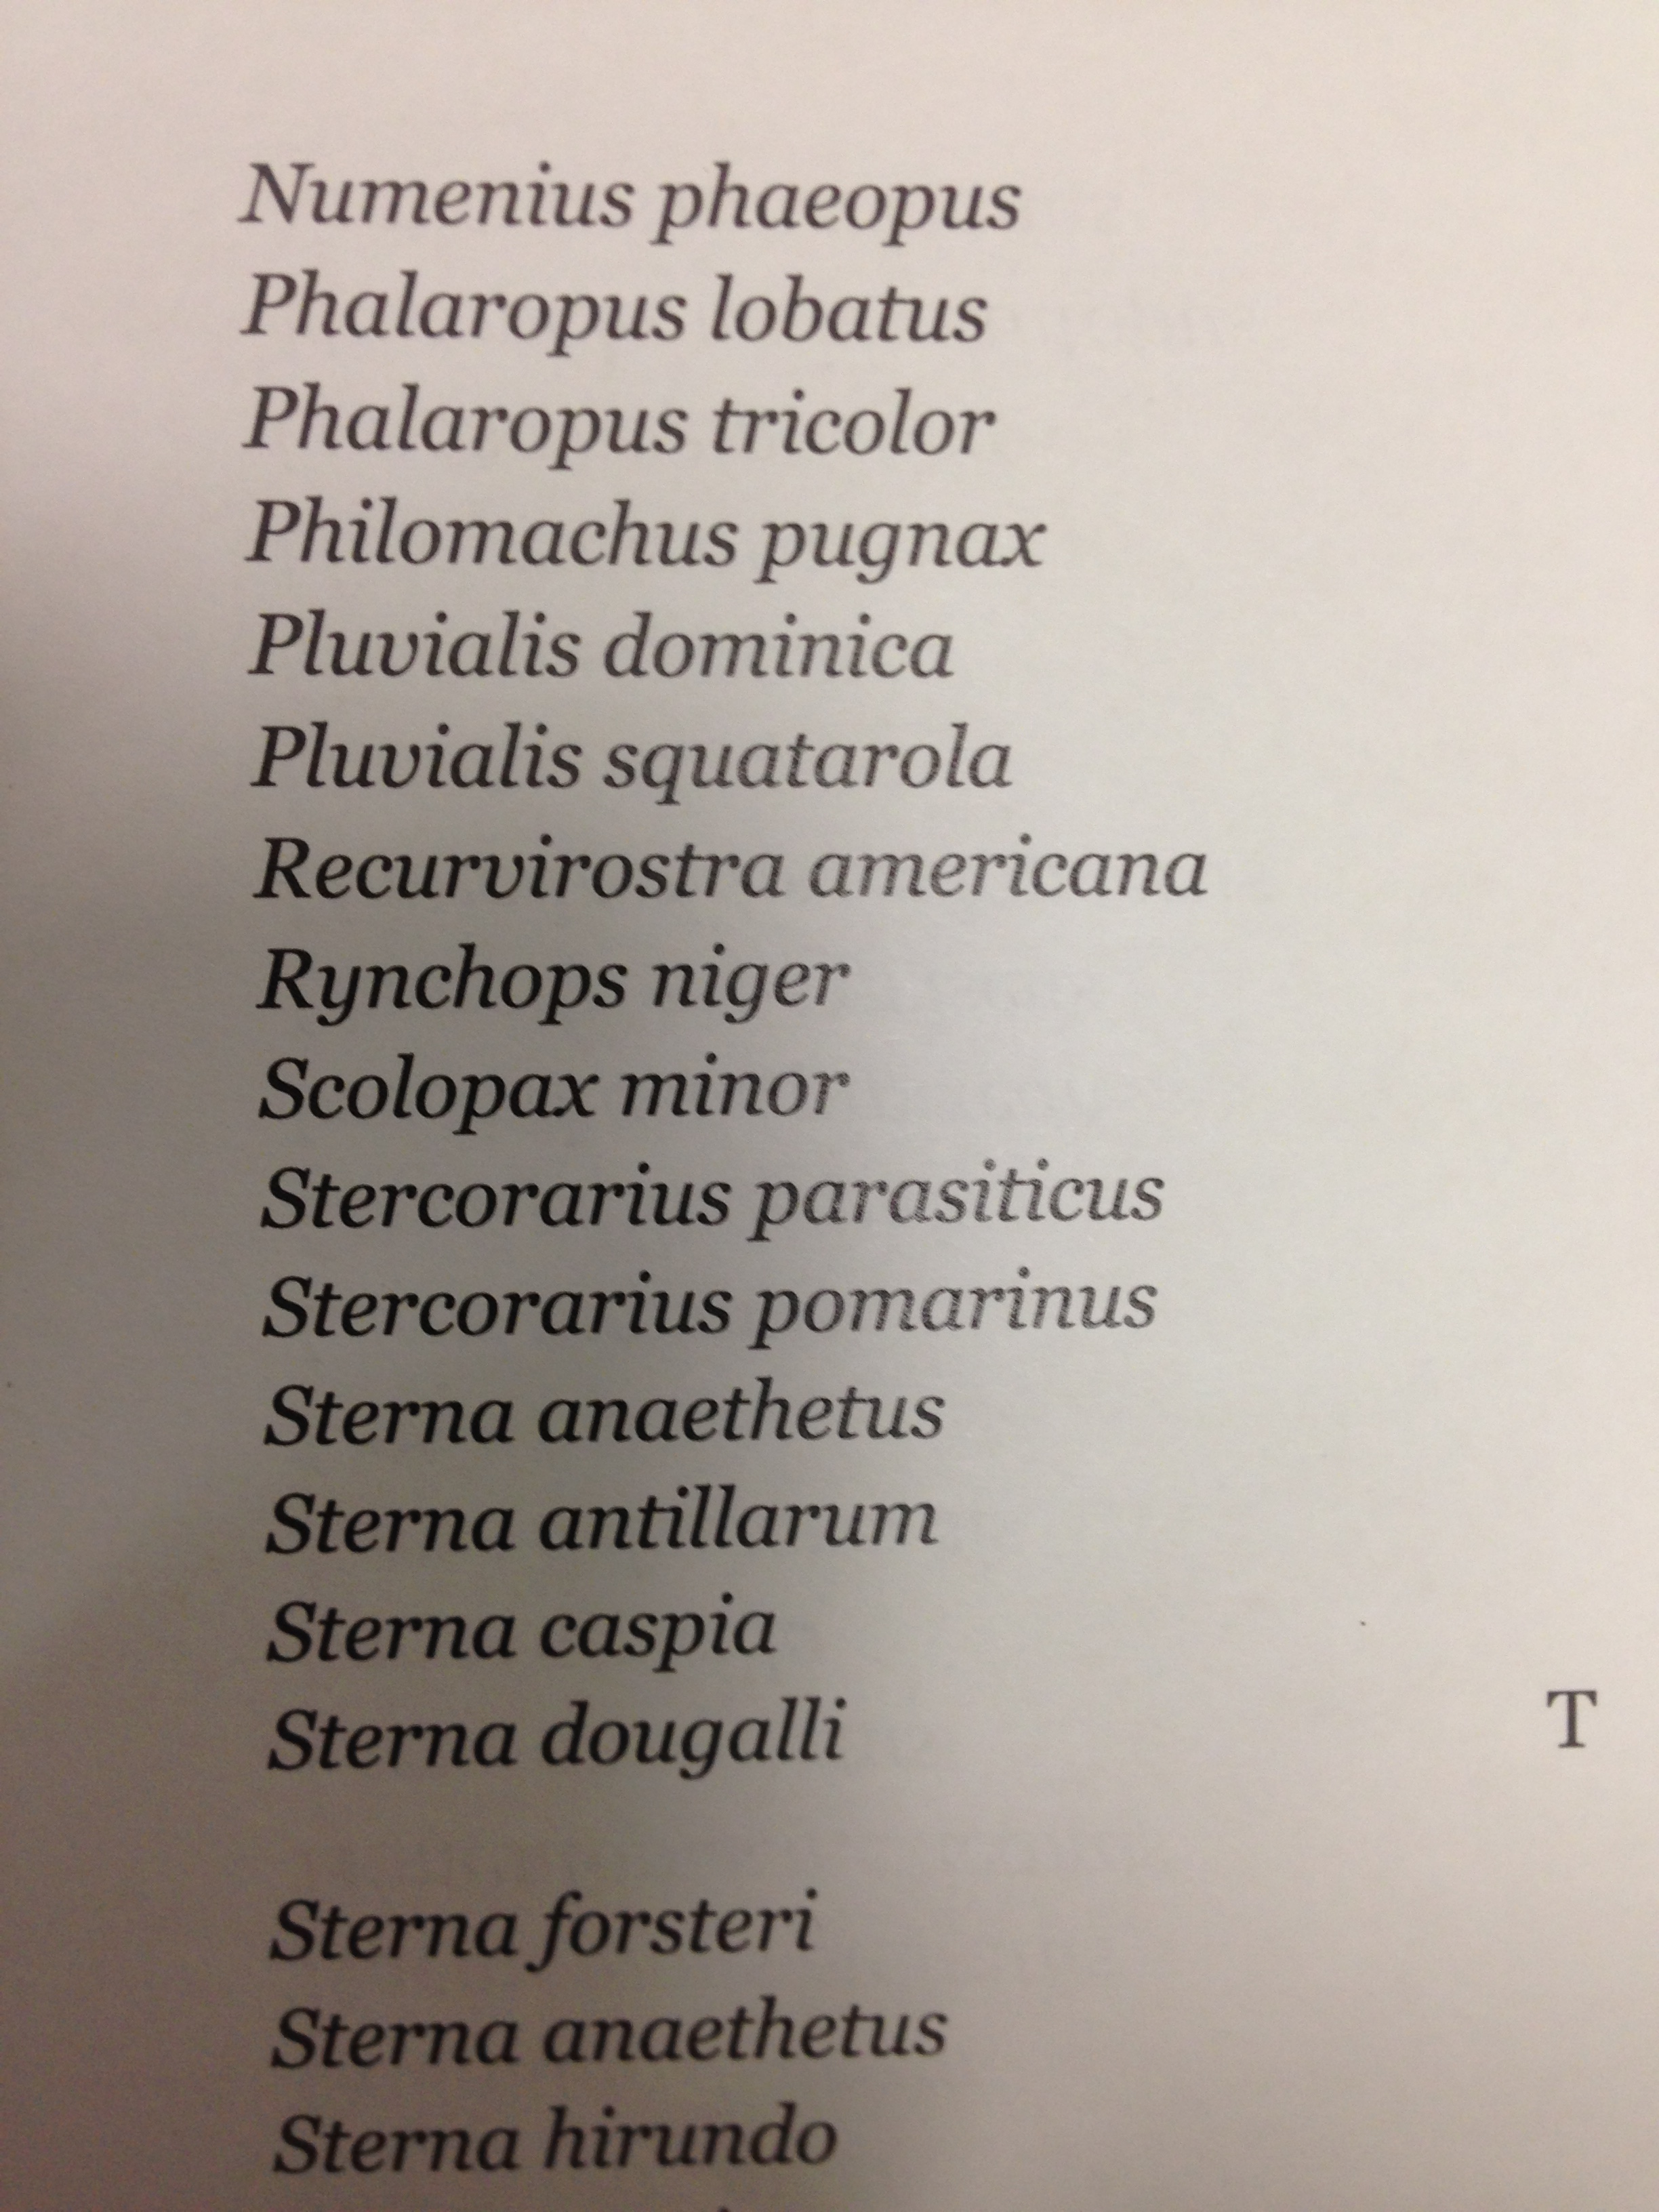 Numenius phaeopus
Phalaropus lobatus
Phalaropus tricolor
Philomachus pugnax
Pluvialis dominica
Pluvialis squatarola
Recurvirostra americana
Rynchops niger
Scolopax minor
Stercorarius parasiticus
Stercorarius pomarinus
Sterna anaethetus
Sterna antillarum
Sterna caspia
Sterna dougalli T
Sterna forsteri
Sterna anaethetus
Sterna hirundo